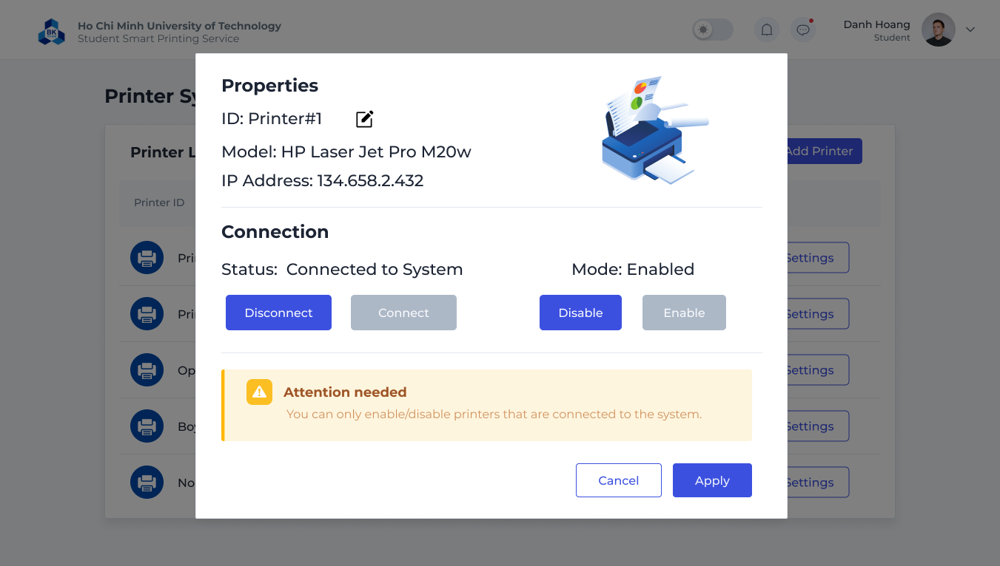 BK
Ho Chi Minh University of Technology
Student Smart Printing Service
Danh Hoang
Student
Printer Sy
Properties
ID: Printer#1
Model: HP Laser Jet Pro M20w
IP Address: 134.658.2.432
Printer L
Add Printer
Printer ID
Connection
Status: Connected to System
Mode: Enabled
Disconnect
Connect
Disable
Enable
Attention needed
You can only enable/disable printers that are connected to the system.
Cancel
Apply
Pri
Settings
Pri
Settings
Op
Settings
Boy
Settings
No
Settings